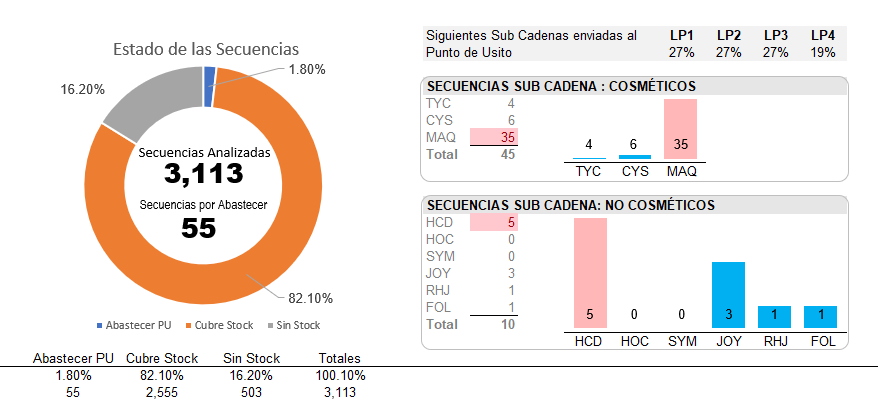 Estado de las Secuencias
1.80%
16.20%
Secuencias Analizadas
3,113
Secuencias por Abastecer
55
82.10%
Abastecer PU Cubre Stock Sin Stock
Abastecer PU Cubre Stock Sin Stock Totales
1.80% 82.10% 16.20% 100.10%
55 2,555 503 3,113
Siguientes Sub Cadenas enviadas al LP1 LP2 LP3 LP4
Punto de Usito 27% 27% 27% 19%
SECUENCIAS SUB CADENA : COSMÉTICOS
TYC 4
CYS 6
MAQ 35
Total 45
4 6 35
TYC CYS MAQ
SECUENCIAS SUB CADENA: NO COSMÉTICOS
HCD 5
HOC 0
SYM 0
JOY 3
RHJ 1
FOL 1
Total 10
5 0 0 3 1 1
HCD HOC SYM JOY RHJ FOL